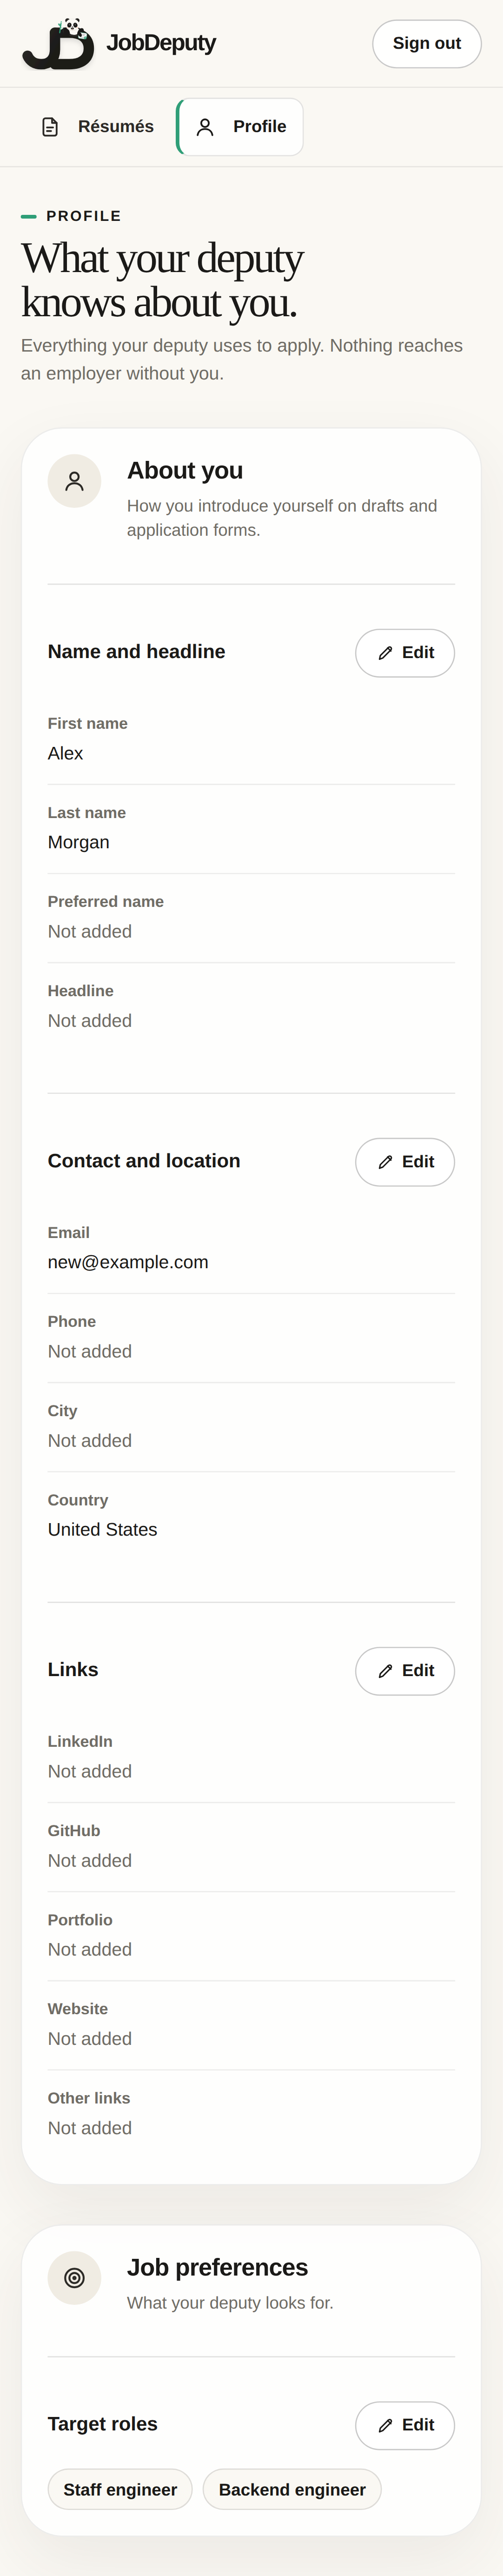 JobDeputy
Sign out
Résumés
Profile
PROFILE
What your deputy
knows about you.
Everything your deputy uses to apply. Nothing reaches
an employer without you.
About you
How you introduce yourself on drafts and
application forms.
Name and headline
Edit
First name
Alex
Last name
Morgan
Preferred name
Not added
Headline
Not added
Contact and location
Edit
Email
new@example.com
Phone
Not added
City
Not added
Country
United States
Links
Edit
LinkedIn
Not added
GitHub
Not added
Portfolio
Not added
Website
Not added
Other links
Not added
Job preferences
What your deputy looks for.
Target roles
Edit
Staff engineer
Backend engineer